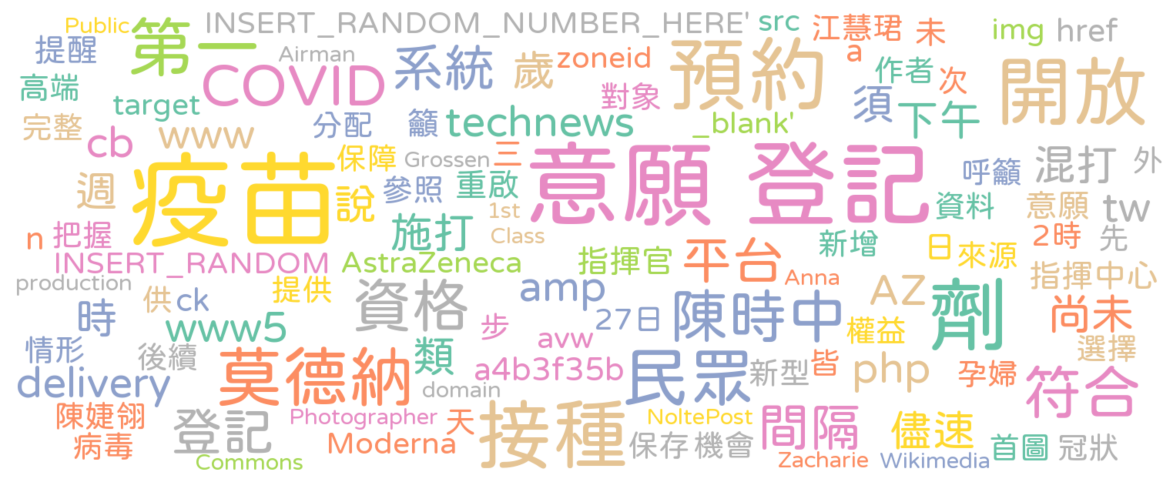 Public
第一
INSERT_RANDOM_NUMBER_HERE'
src
江慧珺
未
img
href
提醒
Airman
系統
歲
zoneid
預約
a
作者
次
開放
高端
COVID
target
對象
須
下午
完整
cb
www
分配
籲
technews
_blank'
疫苗
保障
Grossen
三
意願 登記
呼籲
混打
外
週
說
參照
重啟
資料
意願
tw
1st
n
把握
施打
Class
指揮官
平台
新增
日
來源
2時
先
INSERT_RANDOM
AstraZeneca
Anna
指揮中心
production
供
ck
提供
資格
amp
27日
陳時中
AZ
劑
尚未
時
www5
步
avw
權益
選擇
情形
後續
莫德納
類
a4b3f35b
民眾
新型
皆
php
孕婦
符合
delivery
domain
陳婕翎
登記
Photographer
天
接種
NoltePost
間隔
儘速
病毒
Moderna
保存
機會
首圖
冠狀
Commons
Zacharie
Wikimedia